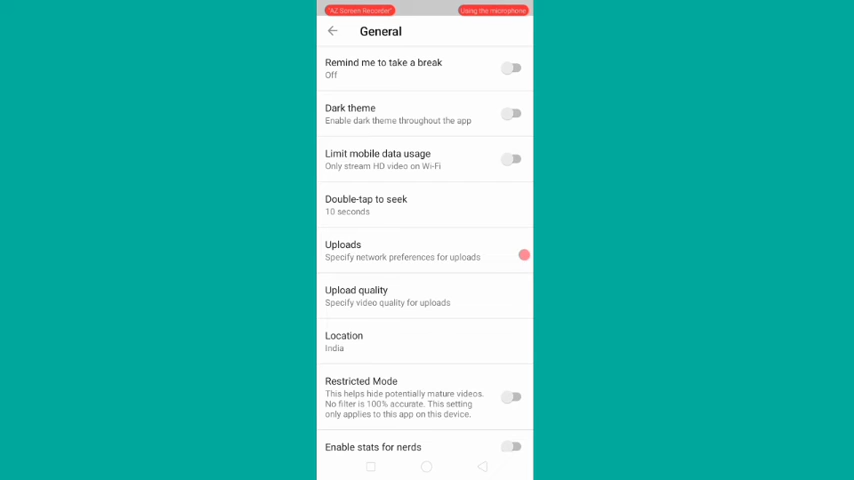 "AZ Screen Recorder"
Using the microphone
General
Remind me to take a break
Off
Dark theme
Enable dark theme throughout the app
Limit mobile data usage
Only stream HD video on Wi-Fi
Double-tap to seek
10 seconds
Uploads
Specify network preferences for uploads
Upload quality
Specify video quality for uploads
Location
India
Restricted Mode
This helps hide potentially mature videos.
No filter is 100% accurate. This setting
only applies to this app on this device.
Enable stats for nerds